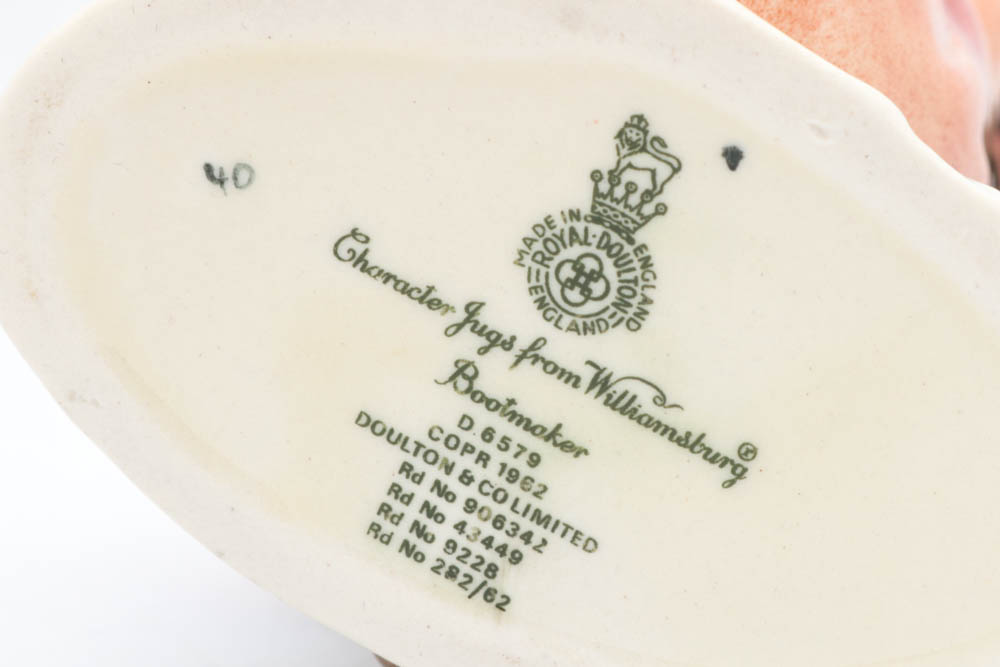 40
MADE IN ENGLAND
ROYAL·DOULTON
ENGLAND
Character Jugs from Williamsburg®
Bootmaker
D.6579
COPR 1962
DOULTON & CO LIMITED
Rd No 906342
Rd No 43449
Rd No 9228
Rd No 282/62